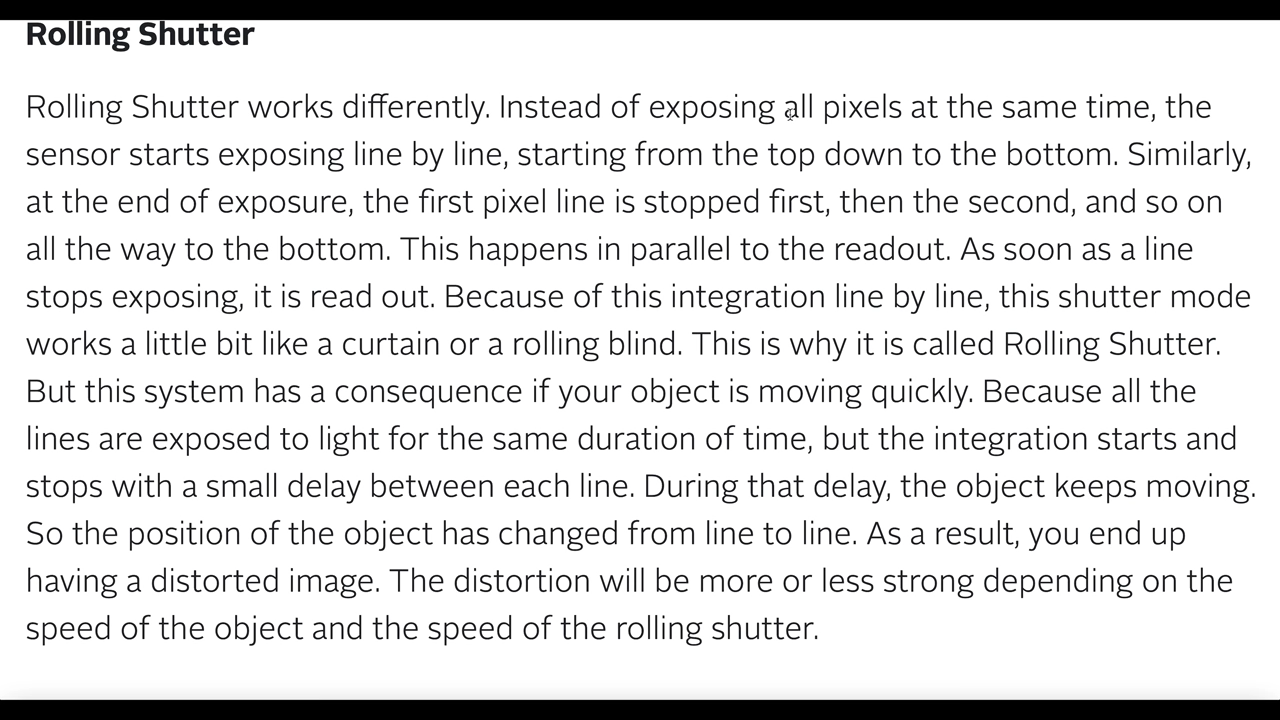 Rolling Shutter
Rolling Shutter works differently. Instead of exposing all pixels at the same time, the
sensor starts exposing line by line, starting from the top down to the bottom. Similarly,
at the end of exposure, the first pixel line is stopped first, then the second, and so on
all the way to the bottom. This happens in parallel to the readout. As soon as a line
stops exposing, it is read out. Because of this integration line by line, this shutter mode
works a little bit like a curtain or a rolling blind. This is why it is called Rolling Shutter.
But this system has a consequence if your object is moving quickly. Because all the
lines are exposed to light for the same duration of time, but the integration starts and
stops with a small delay between each line. During that delay, the object keeps moving.
So the position of the object has changed from line to line. As a result, you end up
having a distorted image. The distortion will be more or less strong depending on the
speed of the object and the speed of the rolling shutter.